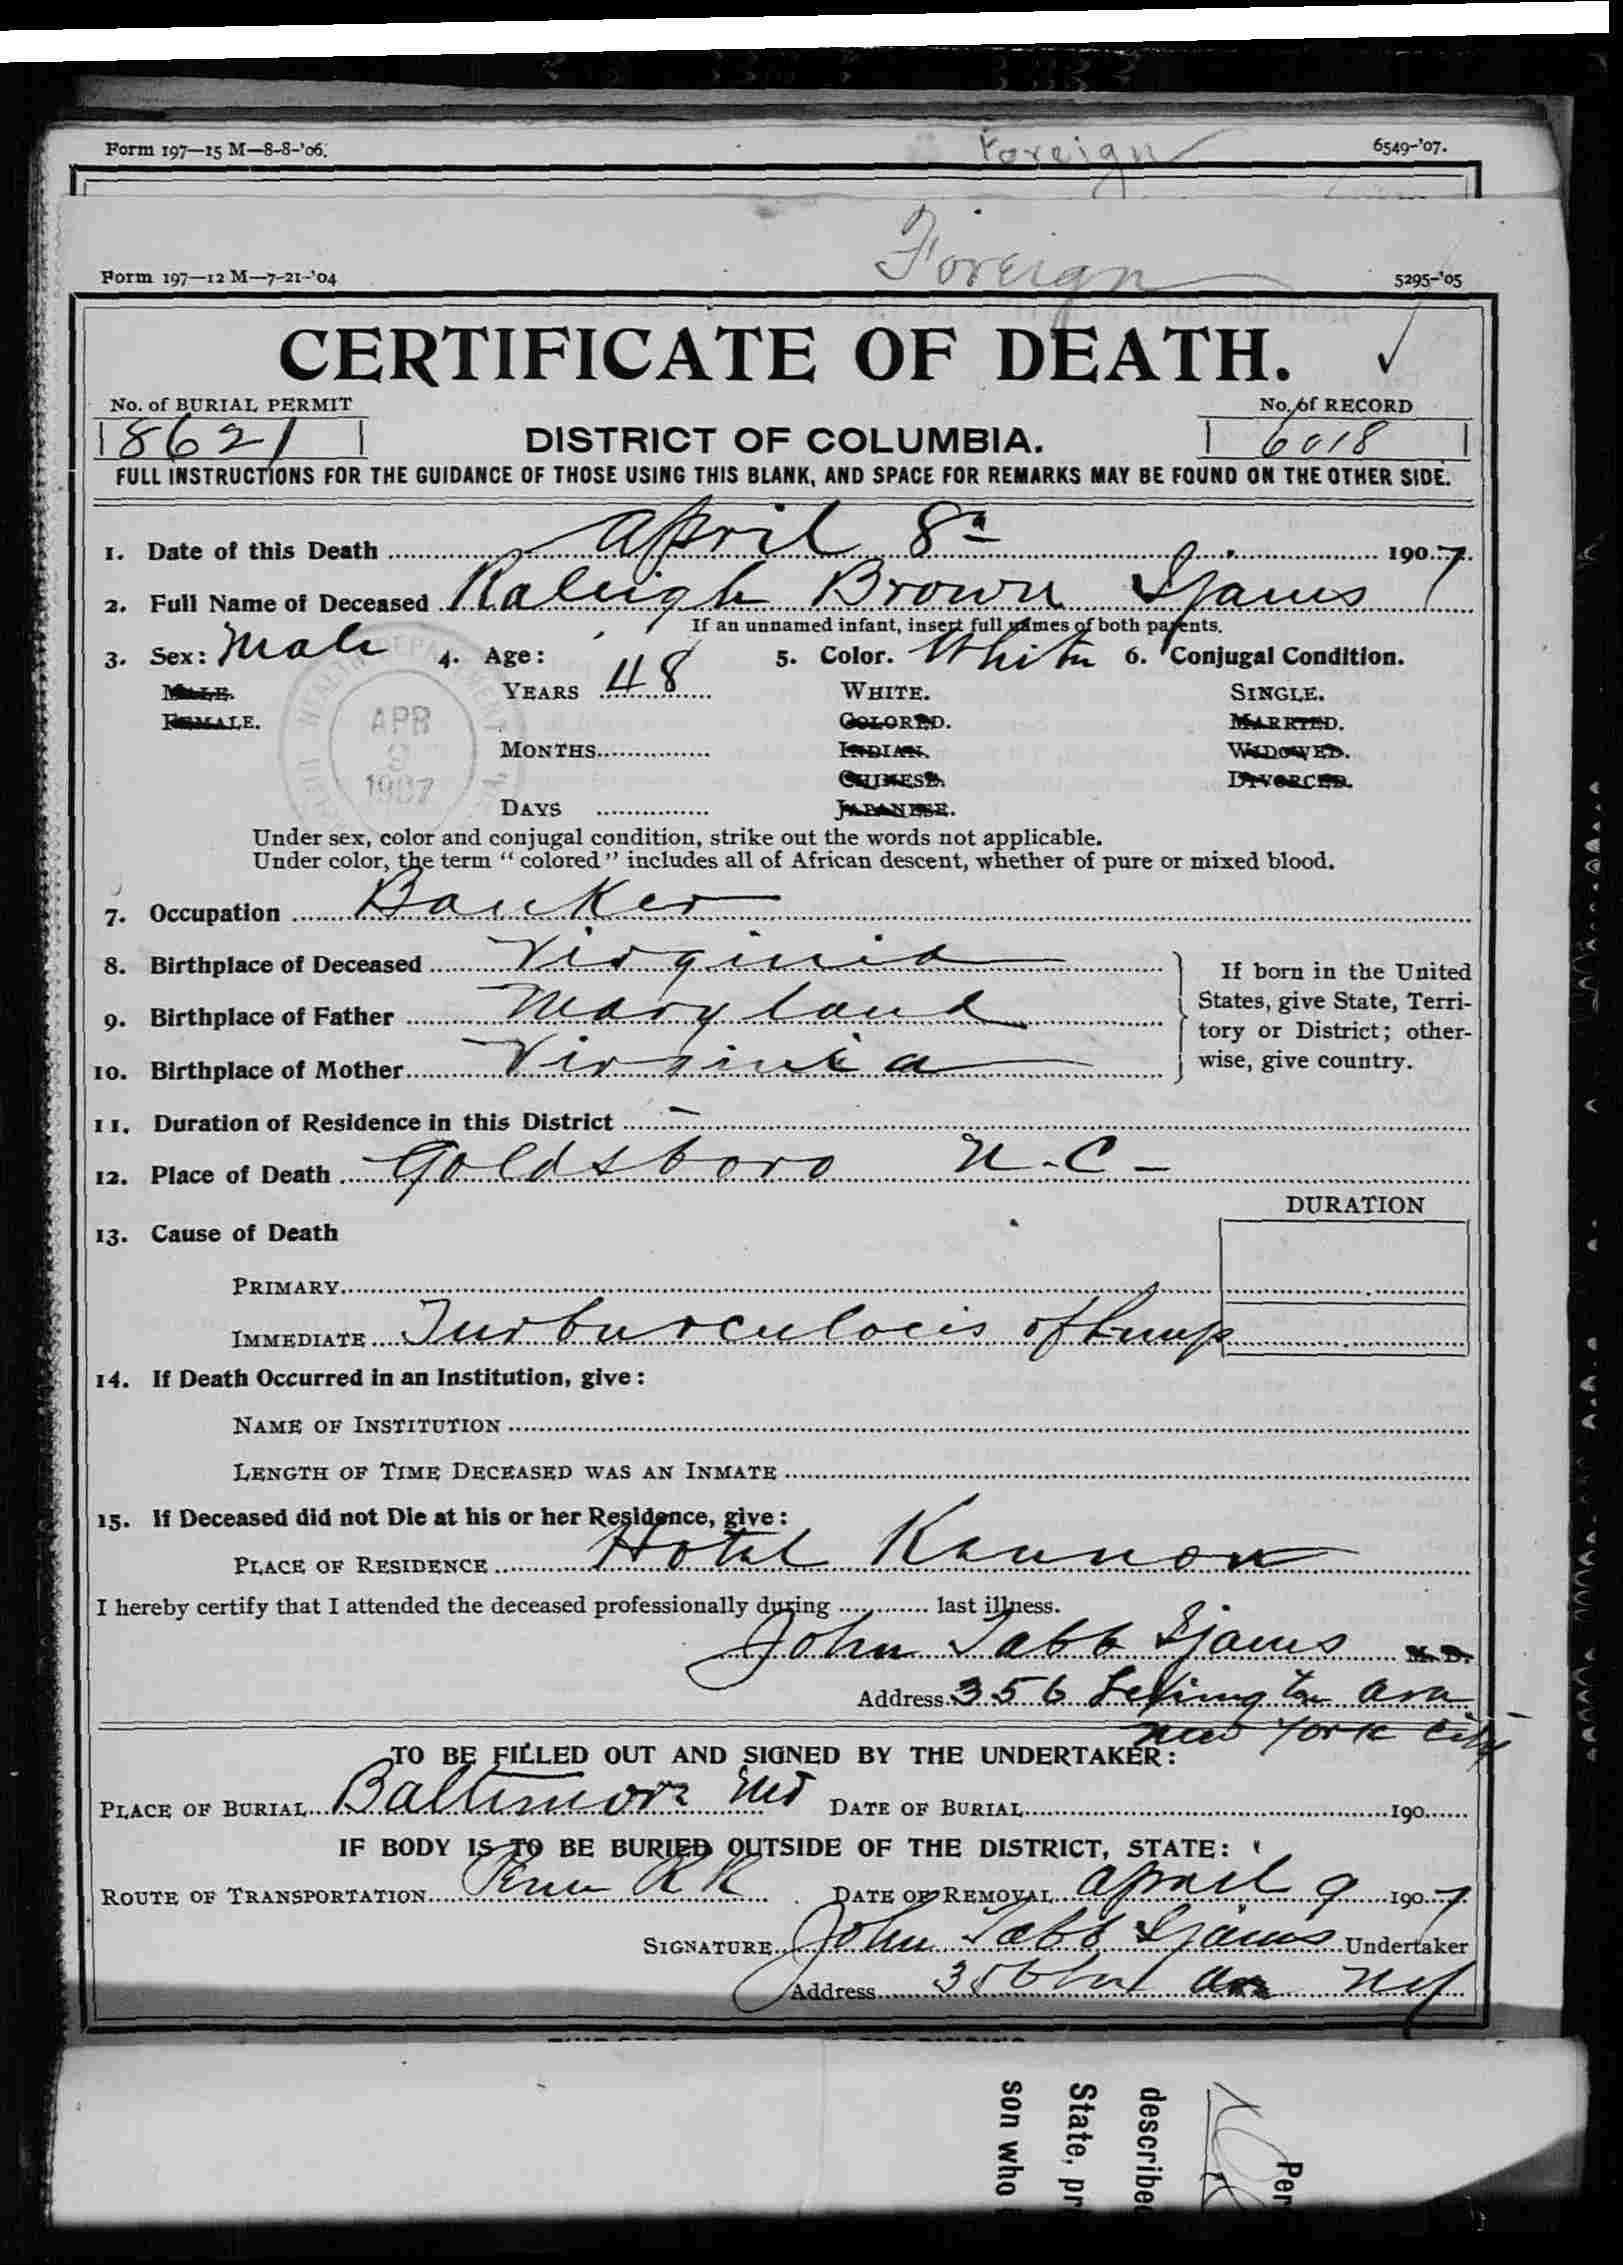 Form 197—15 M—8-8-'06.
Foreign
6549-'07.
Foreign
Form 197—12 M—7-21-'04
5295-'05
CERTIFICATE OF DEATH.
No. of BURIAL PERMIT
No. of RECORD
18621
DISTRICT OF COLUMBIA.
6018
FULL INSTRUCTIONS FOR THE GUIDANCE OF THOSE USING THIS BLANK, AND SPACE FOR REMARKS MAY BE FOUND ON THE OTHER SIDE.
1. Date of this Death April 8 1907.
2. Full Name of Deceased Raleigh Brown Ijams
If an unnamed infant, insert full names of both parents.
3. Sex: Male 4. Age: 5. Color. White 6. Conjugal Condition.
MALE. YEARS 48 WHITE. SINGLE.
FEMALE. COLORED. MARRIED.
MONTHS INDIAN. WIDOWED.
CHINESE. DIVORCED.
DAYS JAPANESE.
HEALTH DEPARTMENT
APR
1907
Under sex, color and conjugal condition, strike out the words not applicable.
Under color, the term "colored" includes all of African descent, whether of pure or mixed blood.
7. Occupation Banker
8. Birthplace of Deceased Virginia
9. Birthplace of Father Maryland
10. Birthplace of Mother Virginia
If born in the United
States, give State, Terri-
tory or District; other-
wise, give country.
11. Duration of Residence in this District —
12. Place of Death Goldsboro N.C—
DURATION
13. Cause of Death
PRIMARY
IMMEDIATE Turburculocis of Lungs
14. If Death Occurred in an Institution, give:
NAME OF INSTITUTION
LENGTH OF TIME DECEASED WAS AN INMATE
15. If Deceased did not Die at his or her Residence, give:
PLACE OF RESIDENCE Hotel Kennon
I hereby certify that I attended the deceased professionally during last illness.
John Tabb Ijams M. D.
Address 356 Lexington Ave
New York City
TO BE FILLED OUT AND SIGNED BY THE UNDERTAKER:
PLACE OF BURIAL Baltimore Md DATE OF BURIAL 190
IF BODY IS TO BE BURIED OUTSIDE OF THE DISTRICT, STATE:
ROUTE OF TRANSPORTATION Penn RR DATE OF REMOVAL April 9 1907.
SIGNATURE John Tabb Ijams Undertaker
Address 356 Lex Ave NY
Per
describe
State, pr
son who